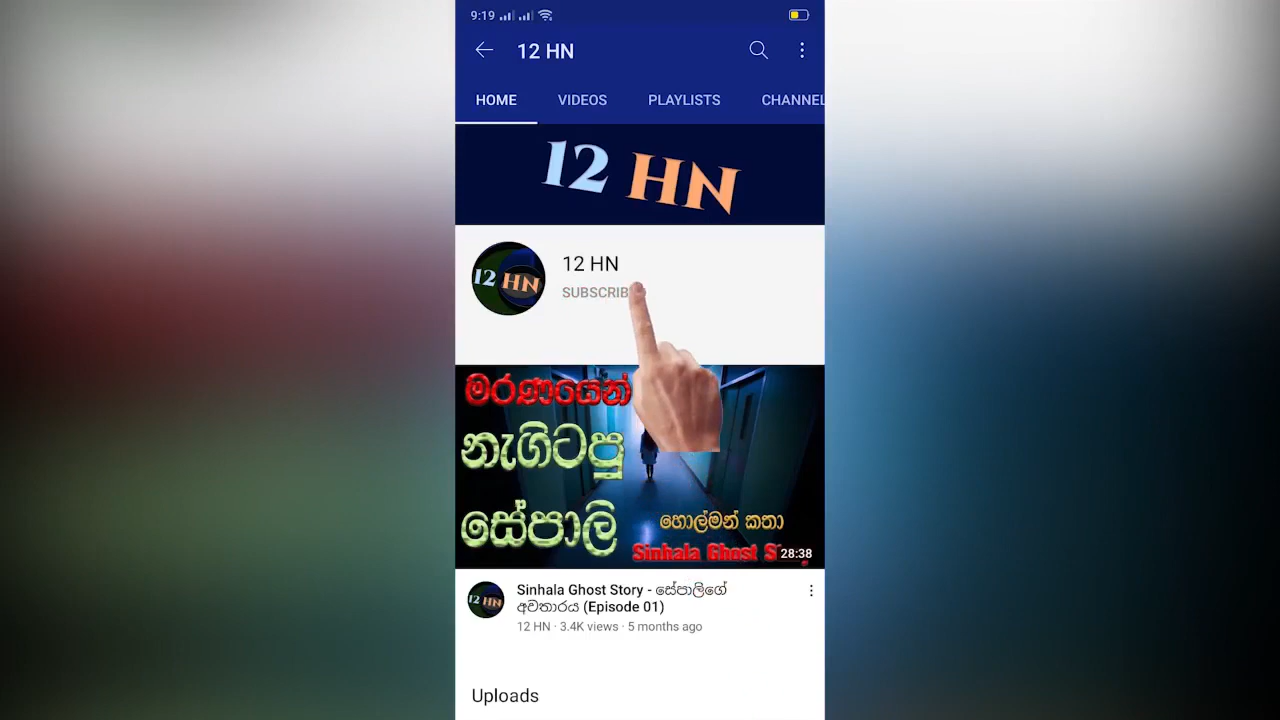 9:19
12 HN
HOME VIDEOS PLAYLISTS CHANNEL
12 HN
12 HN
12 HN
මරණයෙන්
නැගිටපු
සේපාලි
හොල්මන් කතා
Sinhala Ghost
28:38
12 HN
Sinhala Ghost Story - සේපාලිගේ
අවතාරය (Episode 01)
12 HN · 3.4K views · 5 months ago
Uploads